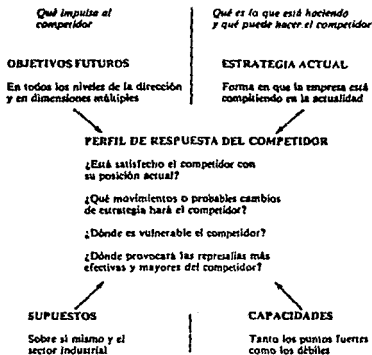 Qué impulsa al
competidor
Qué es lo que está haciendo
y qué puede hacer el competidor
OBJETIVOS FUTUROS
En todos los niveles de la dirección
y en dimensiones múltiples
ESTRATEGIA ACTUAL
Forma en que la empresa está
compitiendo en la actualidad
PERFIL DE RESPUESTA DEL COMPETIDOR
¿Está satisfecho el competidor con
su posición actual?
¿Qué movimientos o probables cambios
de estrategia hará el competidor?
¿Dónde es vulnerable el competidor?
¿Dónde provocará las represalias más
efectivas y mayores del competidor?
SUPUESTOS
Sobre sí mismo y el
sector industrial
CAPACIDADES
Tanto los puntos fuertes
como los débiles